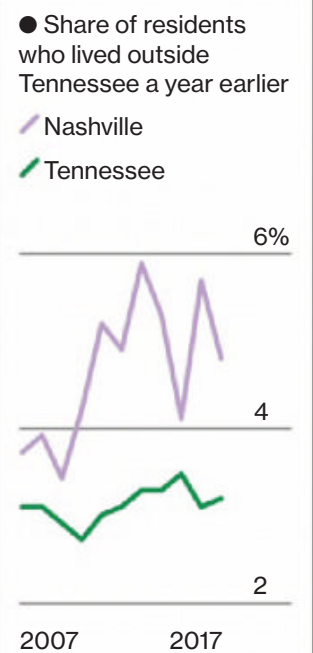 ● Share of residents
who lived outside
Tennessee a year earlier
Nashville
Tennessee
6%
4
2
2007 2017